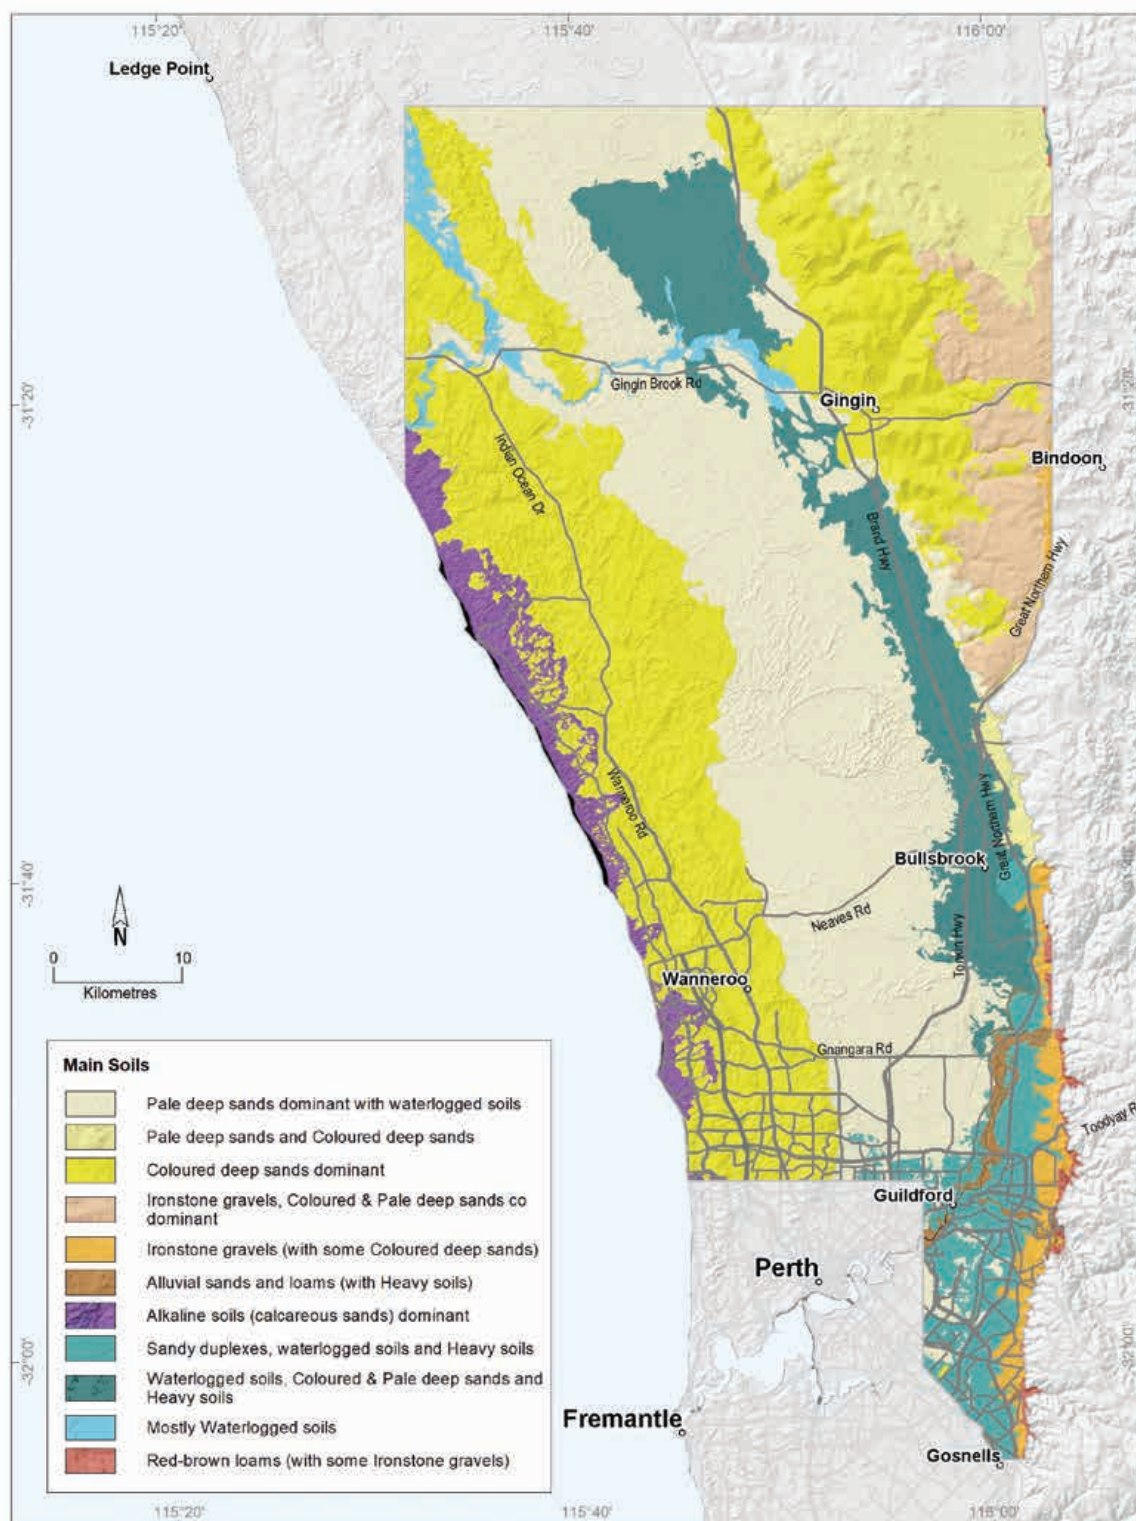 115°20'
115°40'
116°00'
Ledge Point
-31°20'
Gingin Brook Rd
Gingin
-31°20'
Indian Ocean Dr
Bindoon
Brand Hwy
Great Northern Hwy
Wanneroo Rd
Great Northern Hwy
Bullsbrook
-31°40'
Neaves Rd
Tonkin Hwy
N
0 10
Kilometres
Wanneroo
Gnangara Rd
Toodyay R
Main Soils
Pale deep sands dominant with waterlogged soils
Pale deep sands and Coloured deep sands
Coloured deep sands dominant
Ironstone gravels, Coloured & Pale deep sands co
dominant
Ironstone gravels (with some Coloured deep sands)
Alluvial sands and loams (with Heavy soils)
Alkaline soils (calcareous sands) dominant
Sandy duplexes, waterlogged soils and Heavy soils
Waterlogged soils, Coloured & Pale deep sands and
Heavy soils
Mostly Waterlogged soils
Red-brown loams (with some Ironstone gravels)
Guildford
Perth
-32°00'
-32°00'
Fremantle
Gosnells
115°20'
115°40'
116°00'